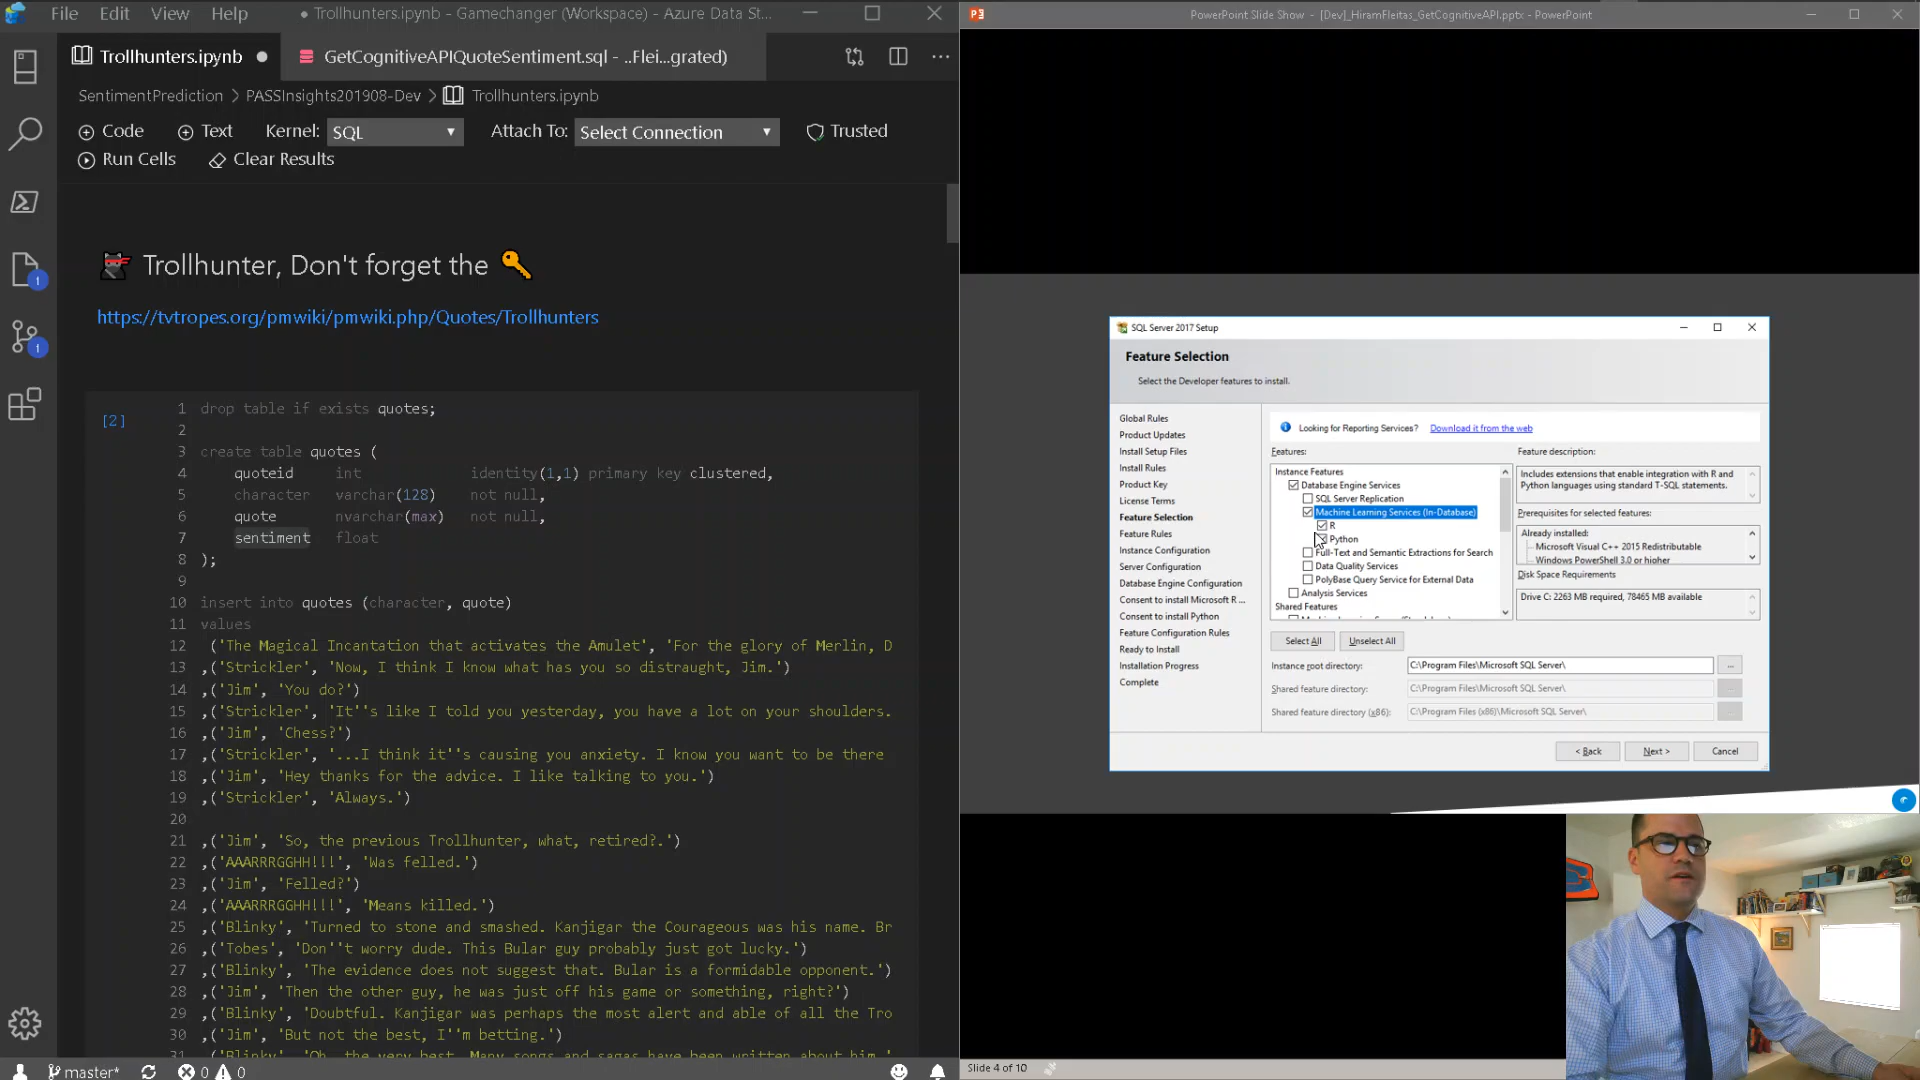 File Edit View Help
● Trollhunters.ipynb - Gamechanger (Workspace) - Azure Data St...
Trollhunters.ipynb ●
GetCognitiveAPIQuoteSentiment.sql - ..Flei...grated)
SentimentPrediction > PASSInsights201908-Dev > Trollhunters.ipynb
Code Text Kernel: SQL Attach To: Select Connection Trusted
Run Cells Clear Results
Trollhunter, Don't forget the
https://tvtropes.org/pmwiki/pmwiki.php/Quotes/Trollhunters
[2]
1 drop table if exists quotes;
2
3 create table quotes (
4 quoteid int identity(1,1) primary key clustered,
5 character varchar(128) not null,
6 quote nvarchar(max) not null,
7 sentiment float
8 );
9
10 insert into quotes (character, quote)
11 values
12 ('The Magical Incantation that activates the Amulet', 'For the glory of Merlin, D
13 ,('Strickler', 'Now, I think I know what has you so distraught, Jim.')
14 ,('Jim', 'You do?')
15 ,('Strickler', 'It''s like I told you yesterday, you have a lot on your shoulders.
16 ,('Jim', 'Chess?')
17 ,('Strickler', '...I think it''s causing you anxiety. I know you want to be there
18 ,('Jim', 'Hey thanks for the advice. I like talking to you.')
19 ,('Strickler', 'Always.')
20
21 ,('Jim', 'So, the previous Trollhunter, what, retired?.')
22 ,('AAARRRGGHH!!!', 'Was felled.')
23 ,('Jim', 'Felled?')
24 ,('AAARRRGGHH!!!', 'Means killed.')
25 ,('Blinky', 'Turned to stone and smashed. Kanjigar the Courageous was his name. Br
26 ,('Tobes', 'Don''t worry dude. This Bular guy probably just got lucky.')
27 ,('Blinky', 'The evidence does not suggest that. Bular is a formidable opponent.')
28 ,('Jim', 'Then the other guy, he was just off his game or something, right?')
29 ,('Blinky', 'Doubtful. Kanjigar was perhaps the most alert and able of all the Tro
30 ,('Jim', 'But not the best, I''m betting.')
31 ,('Blinky', 'Oh, the very best. Many songs and sagas have been written about him.'
1
1
master* 0 0
PowerPoint Slide Show - [Dev]_HiramFleitas_GetCognitiveAPI.pptx - PowerPoint
SQL Server 2017 Setup
Feature Selection
Select the Developer features to install.
Global Rules
Product Updates
Install Setup Files
Install Rules
Product Key
License Terms
Feature Selection
Feature Rules
Instance Configuration
Server Configuration
Database Engine Configuration
Consent to install Microsoft R ...
Consent to install Python
Feature Configuration Rules
Ready to Install
Installation Progress
Complete
Looking for Reporting Services? Download it from the web
Features:
Instance Features
Database Engine Services
SQL Server Replication
Machine Learning Services (In-Database)
R
Python
Full-Text and Semantic Extractions for Search
Data Quality Services
PolyBase Query Service for External Data
Analysis Services
Shared Features
Feature description:
Includes extensions that enable integration with R and
Python languages using standard T-SQL statements.
Prerequisites for selected features:
Already installed:
Microsoft Visual C++ 2015 Redistributable
Windows PowerShell 3.0 or higher
Disk Space Requirements
Drive C: 2263 MB required, 78465 MB available
Select All Unselect All
Instance root directory: C:\Program Files\Microsoft SQL Server\ ...
Shared feature directory: C:\Program Files\Microsoft SQL Server\ ...
Shared feature directory (x86): C:\Program Files (x86)\Microsoft SQL Server\ ...
< Back Next > Cancel
Slide 4 of 10